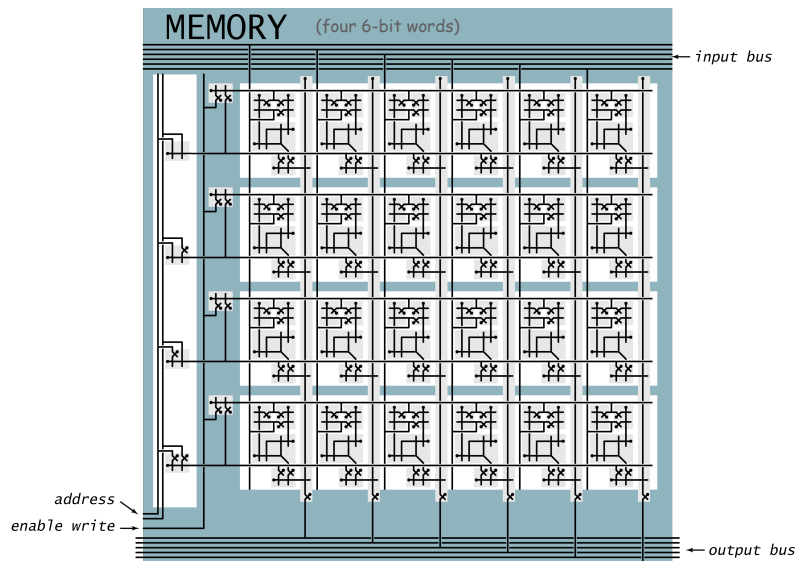 MEMORY (four 6-bit words)
input bus
address
enable write
output bus